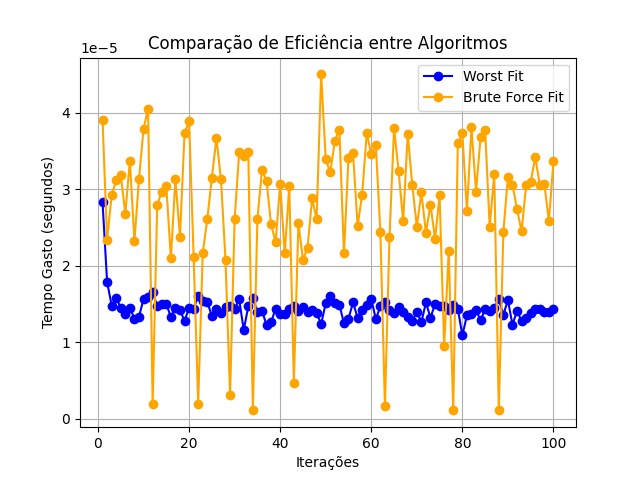 Comparação de Eficiência entre Algoritmos
1e−5
Worst Fit
Brute Force Fit
Tempo Gasto (segundos)
4
3
2
1
0
0 20 40 60 80 100
Iterações